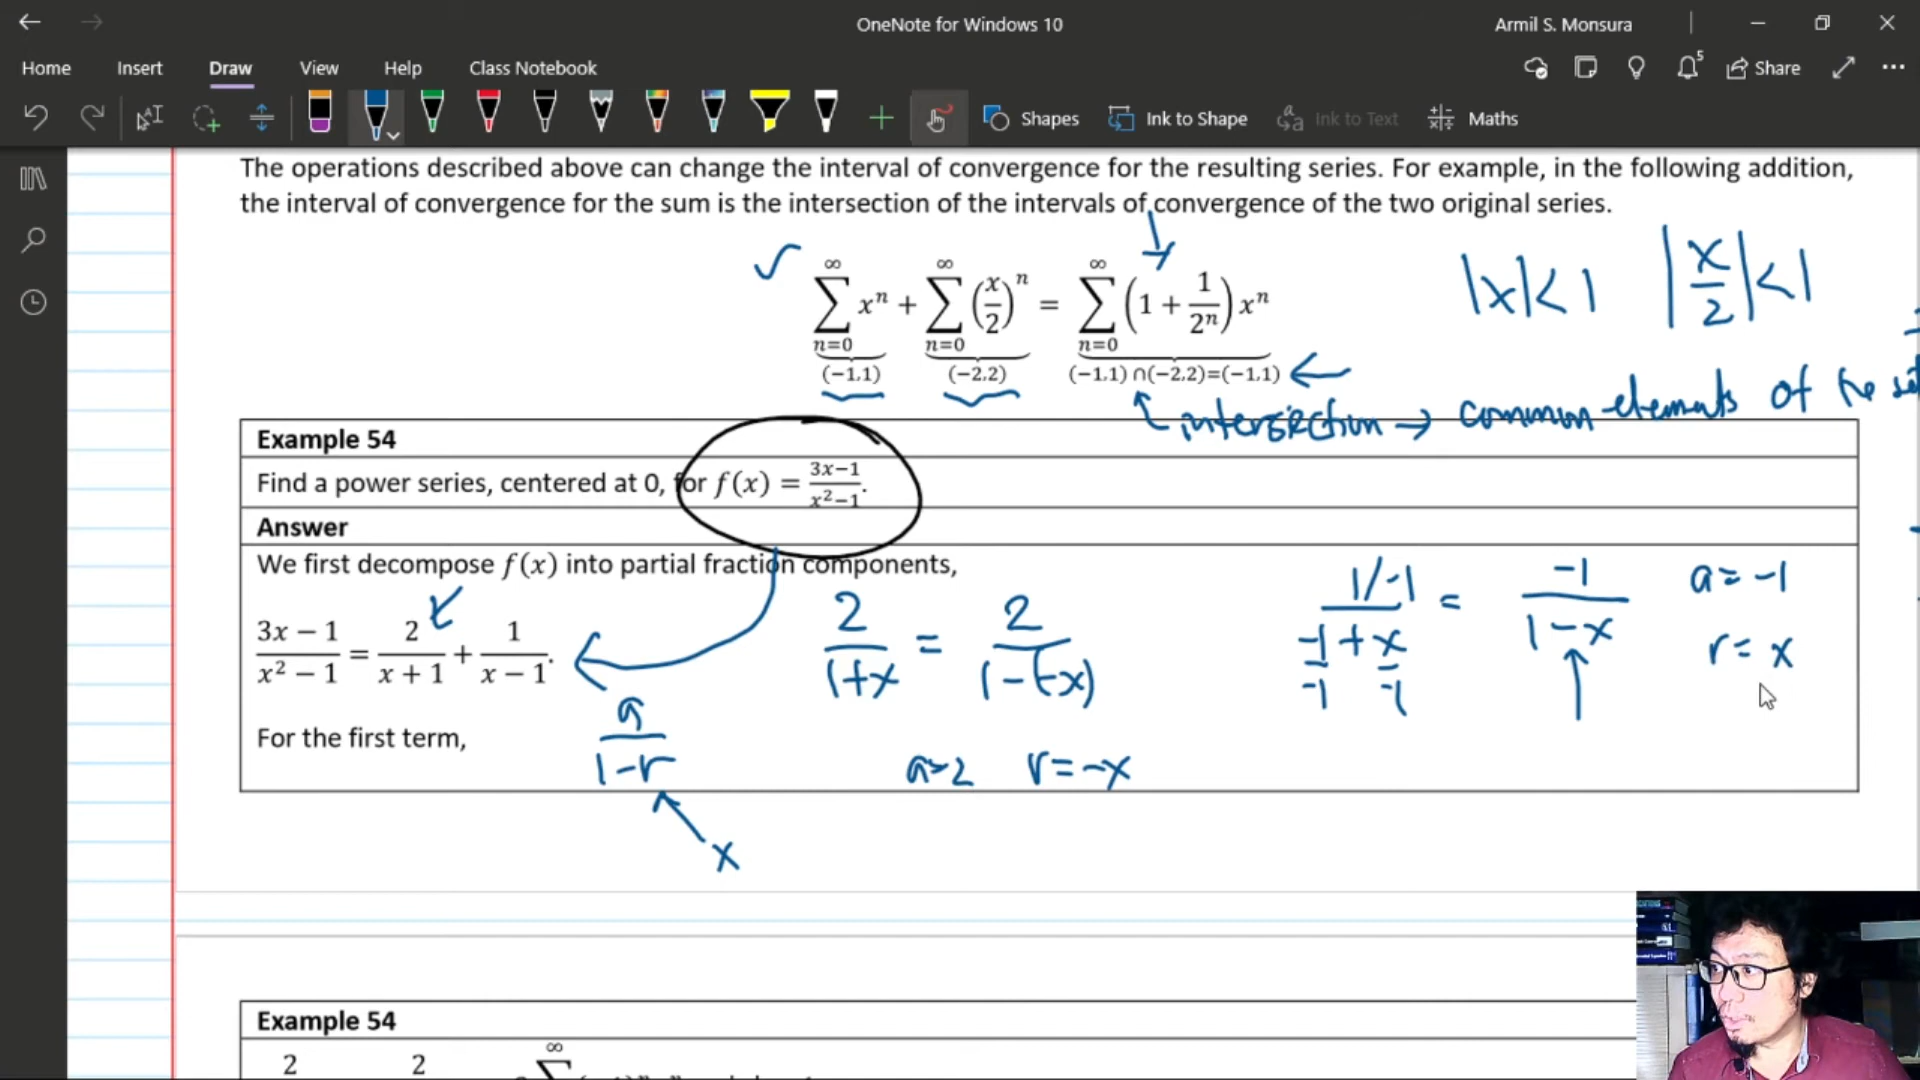 OneNote for Windows 10
Armil S. Monsura
Home Insert Draw View Help Class Notebook
5 Share
Shapes Ink to Shape Ink to Text Maths
The operations described above can change the interval of convergence for the resulting series. For example, in the following addition,
the interval of convergence for the sum is the intersection of the intervals of convergence of the two original series.
∞∑n=0 xⁿ + ∞∑n=0 (x/2)ⁿ = ∞∑n=0 (1 + 1/2ⁿ) xⁿ
(−1,1) (−2,2) (−1,1)∩(−2,2)=(−1,1)
|x|<1 |x/2|<1
intersection → common elements of the
Example 54
Find a power series, centered at 0, for f(x) = 3x−1/x²−1.
Answer
We first decompose f(x) into partial fraction components,
3x − 1/x² − 1 = 2/x + 1 + 1/x − 1.
2/1+x = 2/1−(−x)
1/-1/-1/-1 + x/-1 = -1/1−x
a = -1
r = x
For the first term,
a/1−r
a=2 r=−x
x
Example 54
2 2 ∞